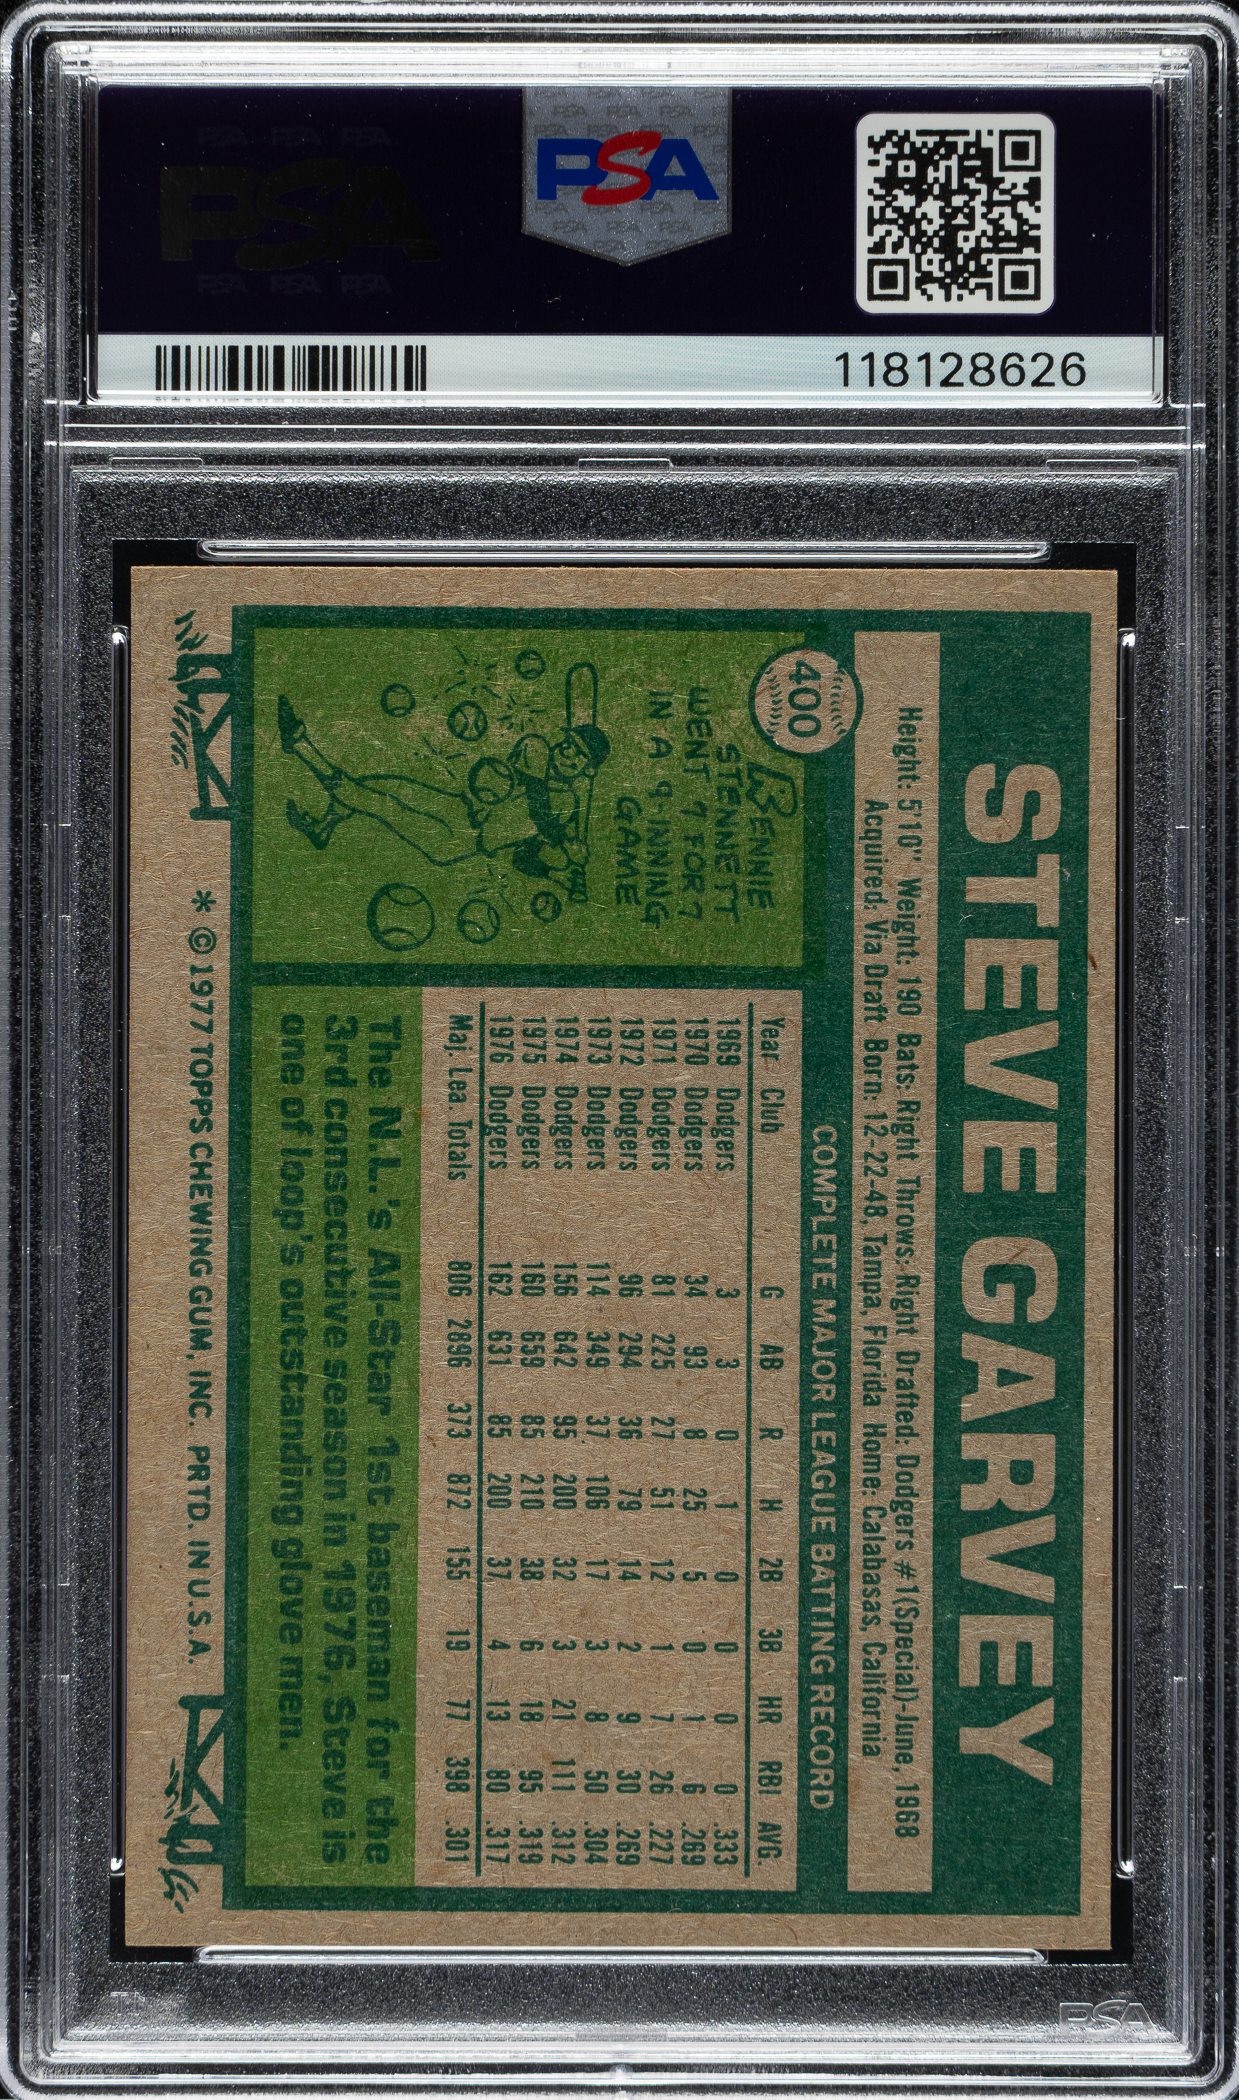 PSA
118128626
STEVE GARVEY
400
Height: 5'10" Weight: 190 Bats: Right Throws: Right Drafted: Dodgers #1(Special)-June, 1968
Acquired: Via Draft Born: 12-22-48, Tampa, Florida Home: Calabasas, California
COMPLETE MAJOR LEAGUE BATTING RECORD
Year Club G AB R H 2B 3B HR RBI AVG.
1969 Dodgers 3 3 0 1 0 0 0 0 .333
1970 Dodgers 34 93 8 25 5 0 1 6 .269
1971 Dodgers 81 225 27 51 12 1 7 26 .227
1972 Dodgers 96 294 36 79 14 2 9 30 .269
1973 Dodgers 114 349 37 106 17 3 8 50 .304
1974 Dodgers 156 642 95 200 32 3 21 111 .312
1975 Dodgers 160 659 85 210 38 6 18 95 .319
1976 Dodgers 162 631 85 200 37 4 13 80 .317
Maj. Lea. Totals 806 2896 373 872 155 19 77 398 .301
RENNIE
STENNETT
WENT 7 FOR 7
IN A 9-INNING
GAME
The N.L.'s All-Star 1st baseman for the
3rd consecutive season in 1976, Steve is
one of loop's outstanding glove men.
* © 1977 TOPPS CHEWING GUM, INC. PRTD. IN U.S.A.
PSA